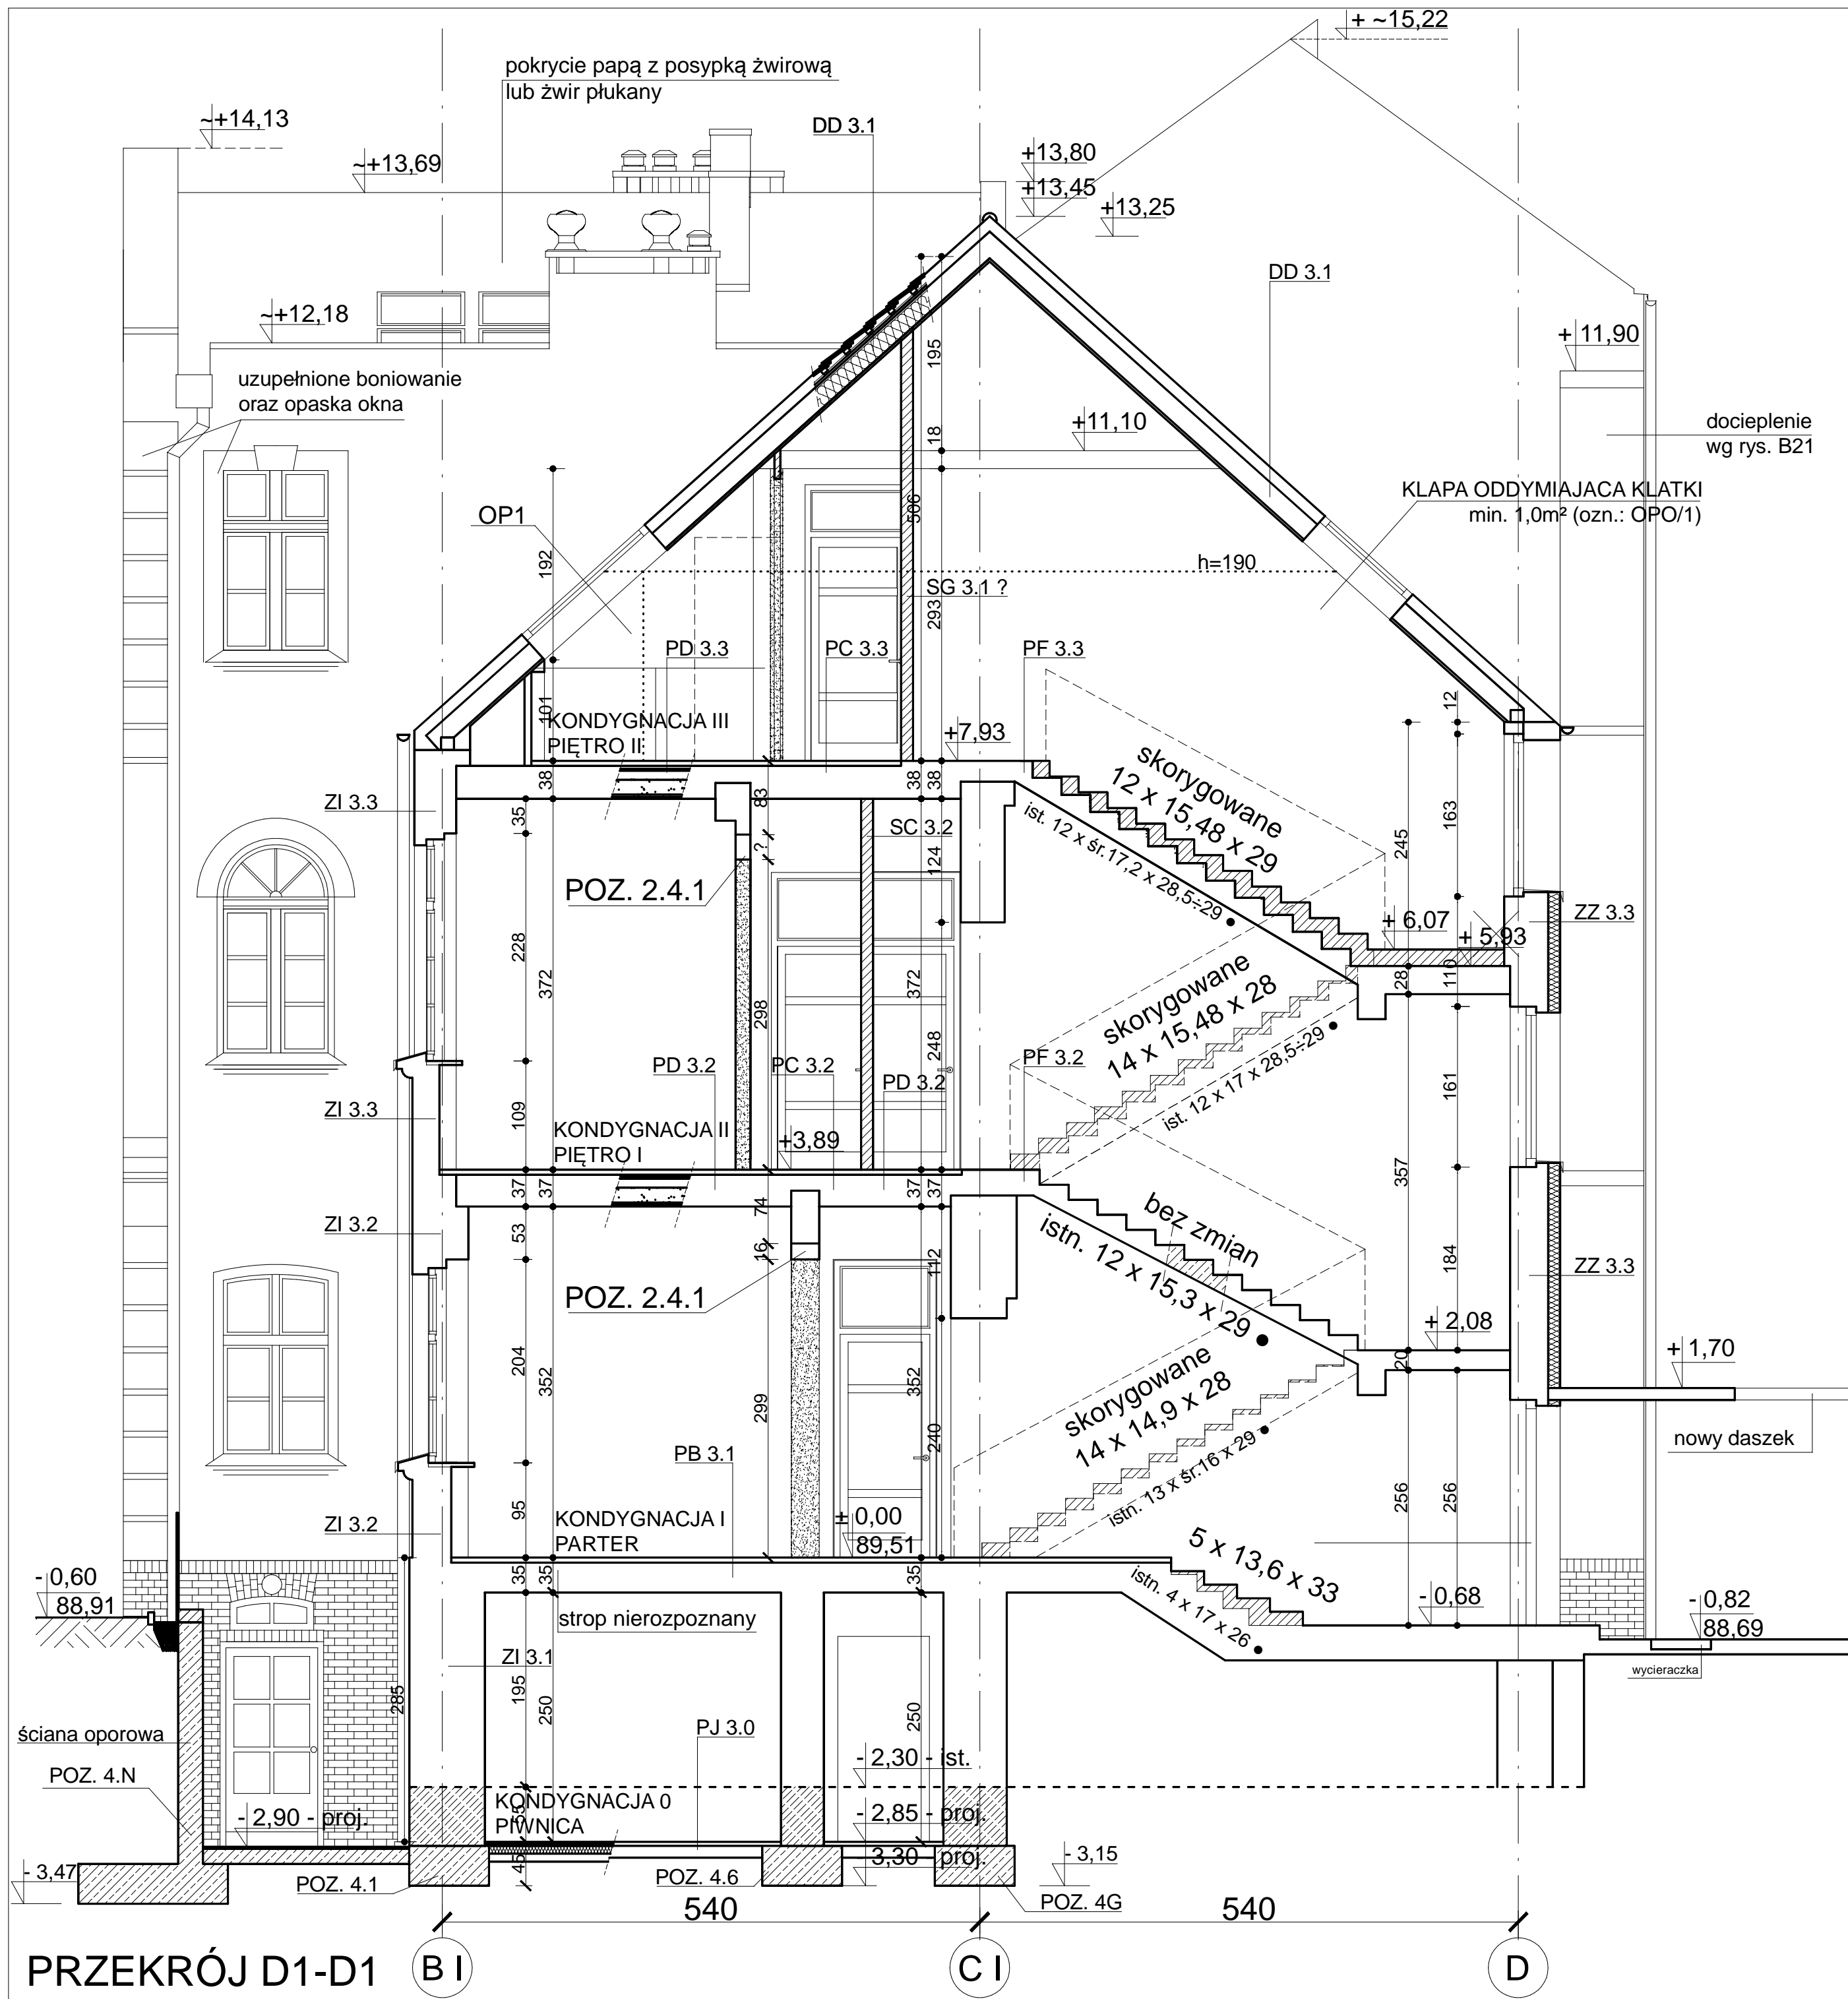 + ~15,22
pokrycie papą z posypką żwirową
lub żwir płukany
~+14,13
DD 3.1
~+13,69
+13,80
+13,45
+13,25
DD 3.1
~+12,18
+ 11,90
195
uzupełnione boniowanie
oraz opaska okna
+11,10
18
docieplenie
wg rys. B21
KLAPA ODDYMIAJACA KLATKI
min. 1,0m² (ozn.: OPO/1)
OP1
506
192
h=190
SG 3.1 ?
293
PD 3.3
PC 3.3
PF 3.3
101
KONDYGNACJA III
PIĘTRO II
+7,93
12
38
38
38
83
skorygowane
12 x 15,48 x 29
ist. 12 x śr.17,2 x 28,5÷29
ZI 3.3
35
SC 3.2
?
124
245
163
POZ. 2.4.1
ZZ 3.3
+ 6,07
+ 5,93
228
372
372
298
28
110
skorygowane
14 x 15,48 x 28
ist. 12 x 17 x 28,5÷29
248
PD 3.2
PC 3.2
PD 3.2
PF 3.2
161
ZI 3.3
109
KONDYGNACJA II
PIĘTRO I
+3,89
357
37
37
37
37
74
bez zmian
istn. 12 x 15,3 x 29
ZI 3.2
53
16
112
184
ZZ 3.3
POZ. 2.4.1
+ 2,08
+ 1,70
20
204
352
352
299
240
skorygowane
14 x 14,9 x 28
istn. 13 x śr.16 x 29
nowy daszek
PB 3.1
95
256
256
ZI 3.2
KONDYGNACJA I
PARTER
± 0,00
89,51
5 x 13,6 x 33
istn. 4 x 17 x 26
35
35
35
- 0,60
88,91
- 0,68
- 0,82
88,69
strop nierozpoznany
wycieraczka
ZI 3.1
285
195
250
250
ściana oporowa
PJ 3.0
- 2,30 - ist.
POZ. 4.N
KONDYGNACJA 0
PIWNICA
55
- 2,90 - proj.
- 2,85 - proj.
- 3,30 - proj.
- 3,15
- 3,47
45
POZ. 4.1
POZ. 4.6
POZ. 4G
540
540
PRZEKRÓJ D1-D1
B I
C I
D